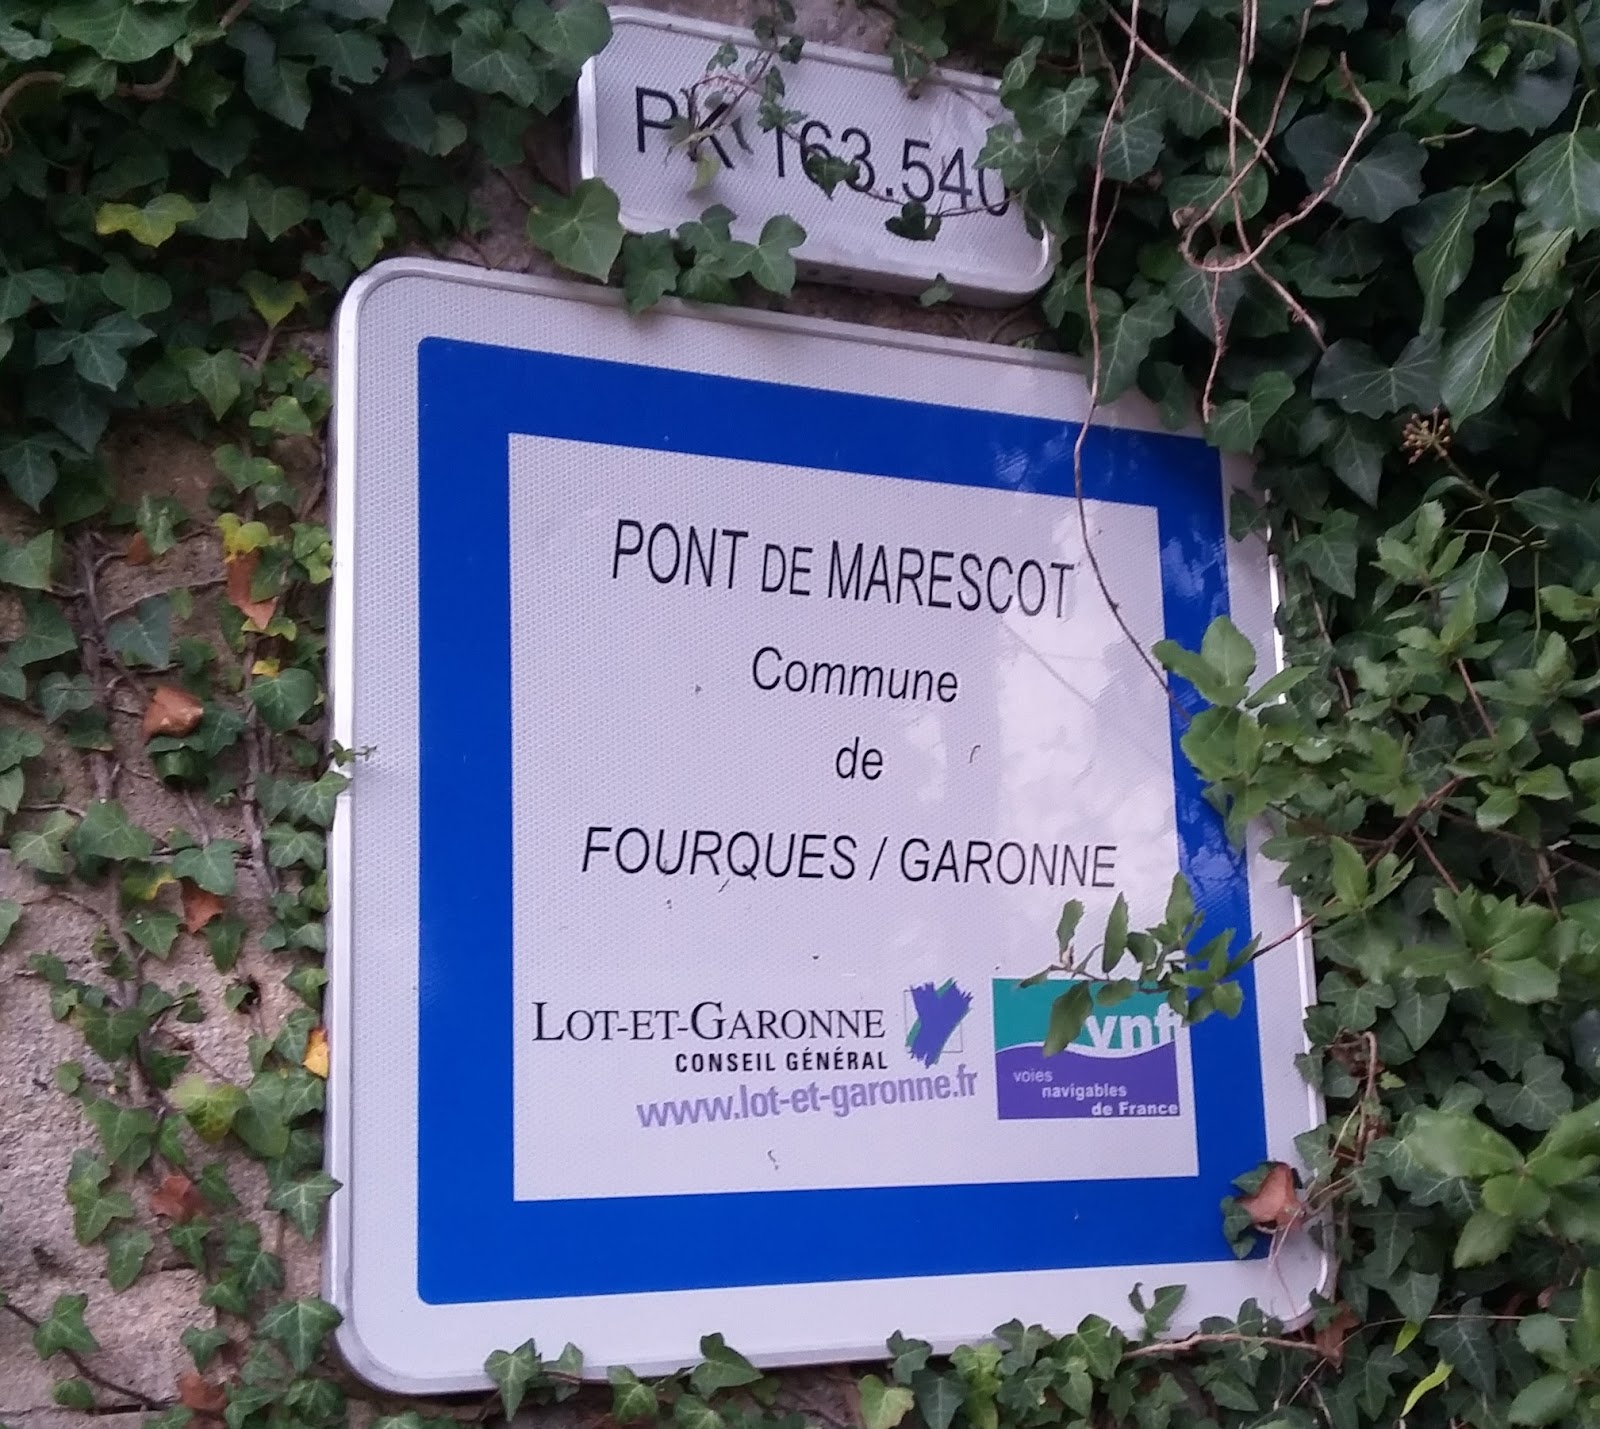 PK 163.540
PONT DE MARESCOT
Commune
de
FOURQUES / GARONNE
LOT-ET-GARONNE
CONSEIL GÉNÉRAL
www.lot-et-garonne.fr
vnf
voies
navigables
de France